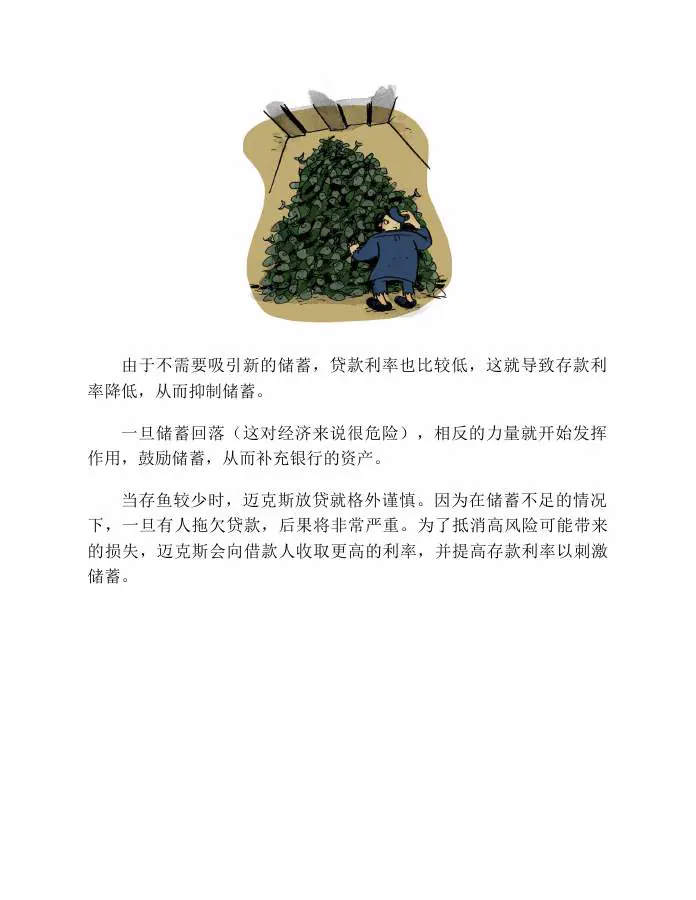 由于不需要吸引新的储蓄，贷款利率也比较低，这就导致存款利
率降低，从而抑制储蓄。
一旦储蓄回落（这对经济来说很危险），相反的力量就开始发挥
作用，鼓励储蓄，从而补充银行的资产。
当存鱼较少时，迈克斯放贷就格外谨慎。因为在储蓄不足的情况
下，一旦有人拖欠贷款，后果将非常严重。为了抵消高风险可能带来
的损失，迈克斯会向借款人收取更高的利率，并提高存款利率以刺激
储蓄。